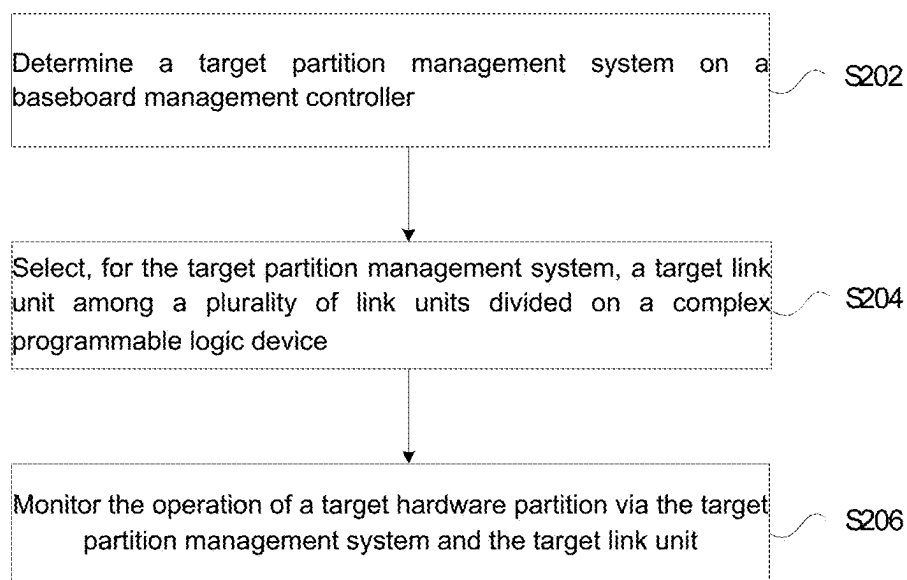 Determine a target partition management system on a
baseboard management controller
S202
Select, for the target partition management system, a target link
unit among a plurality of link units divided on a complex
programmable logic device
S204
Monitor the operation of a target hardware partition via the target
partition management system and the target link unit
S206